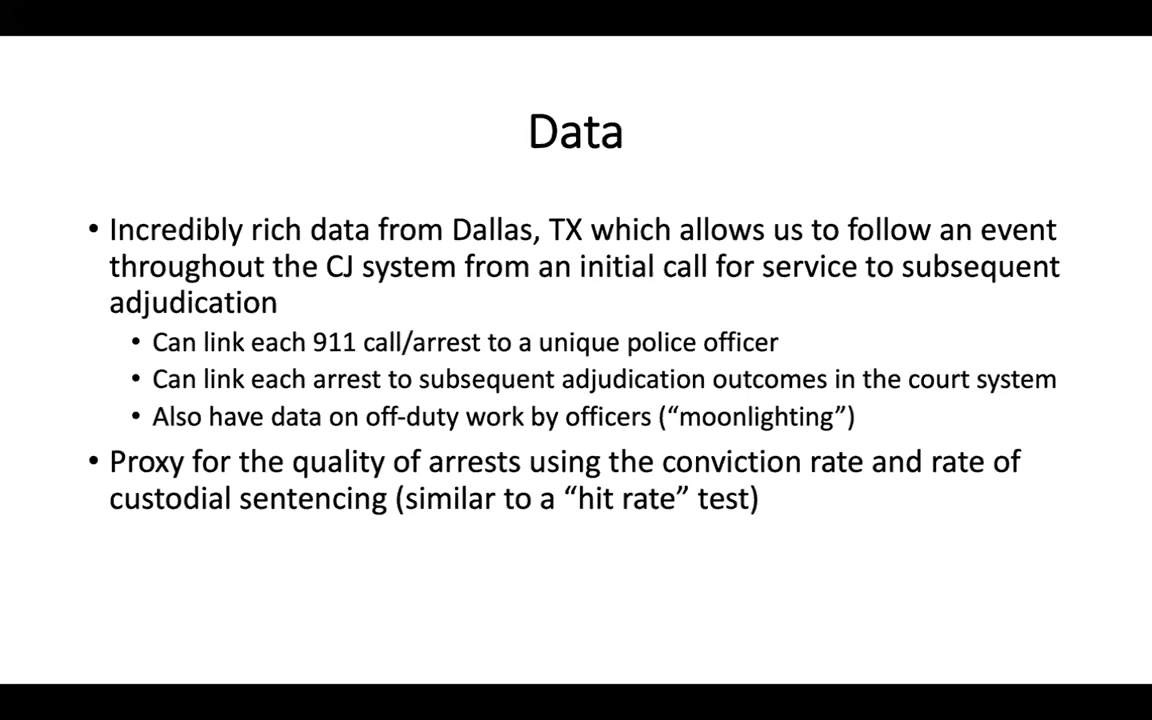 Data
• Incredibly rich data from Dallas, TX which allows us to follow an event
throughout the CJ system from an initial call for service to subsequent
adjudication
• Can link each 911 call/arrest to a unique police officer
• Can link each arrest to subsequent adjudication outcomes in the court system
• Also have data on off-duty work by officers (“moonlighting”)
• Proxy for the quality of arrests using the conviction rate and rate of
custodial sentencing (similar to a “hit rate” test)